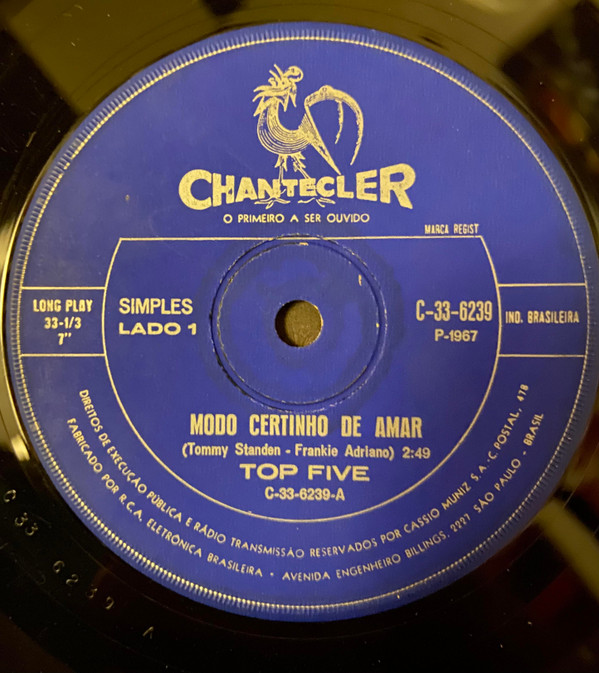 CHANTECLER
O PRIMEIRO A SER OUVIDO
MARCA REGIST
LONG PLAY
33-1/3
7"
SIMPLES
LADO 1
C-33-6239
P-1967
IND. BRASILEIRA
MODO CERTINHO DE AMAR
(Tommy Standen - Frankie Adriano) 2:49
TOP FIVE
C-33-6239-A
DIREITOS DE EXECUÇÃO PÚBLICA E RÁDIO TRANSMISSÃO RESERVADOS POR CASSIO MUNIZ S.A.-C. POSTAL, 478
FABRICADO POR R.C.A. ELETRÔNICA BRASILEIRA • AVENIDA ENGENHEIRO BILLINGS, 2227 SÃO PAULO - BRASIL
C 33 6239 A